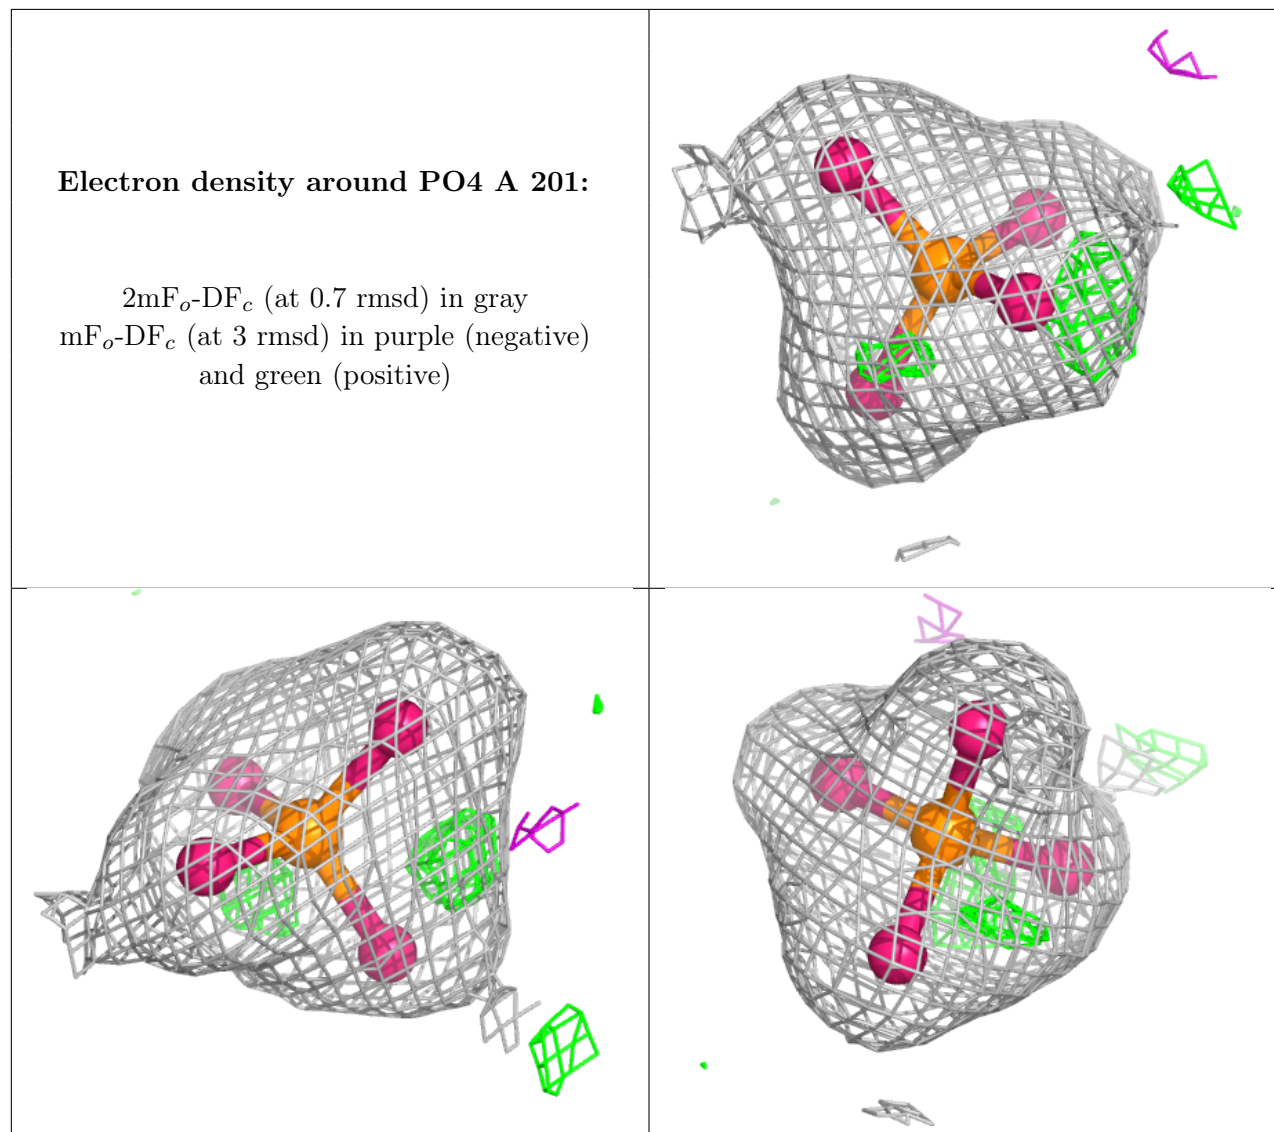 Electron density around PO4 A 201:
2mFo-DFc (at 0.7 rmsd) in gray
mFo-DFc (at 3 rmsd) in purple (negative)
and green (positive)